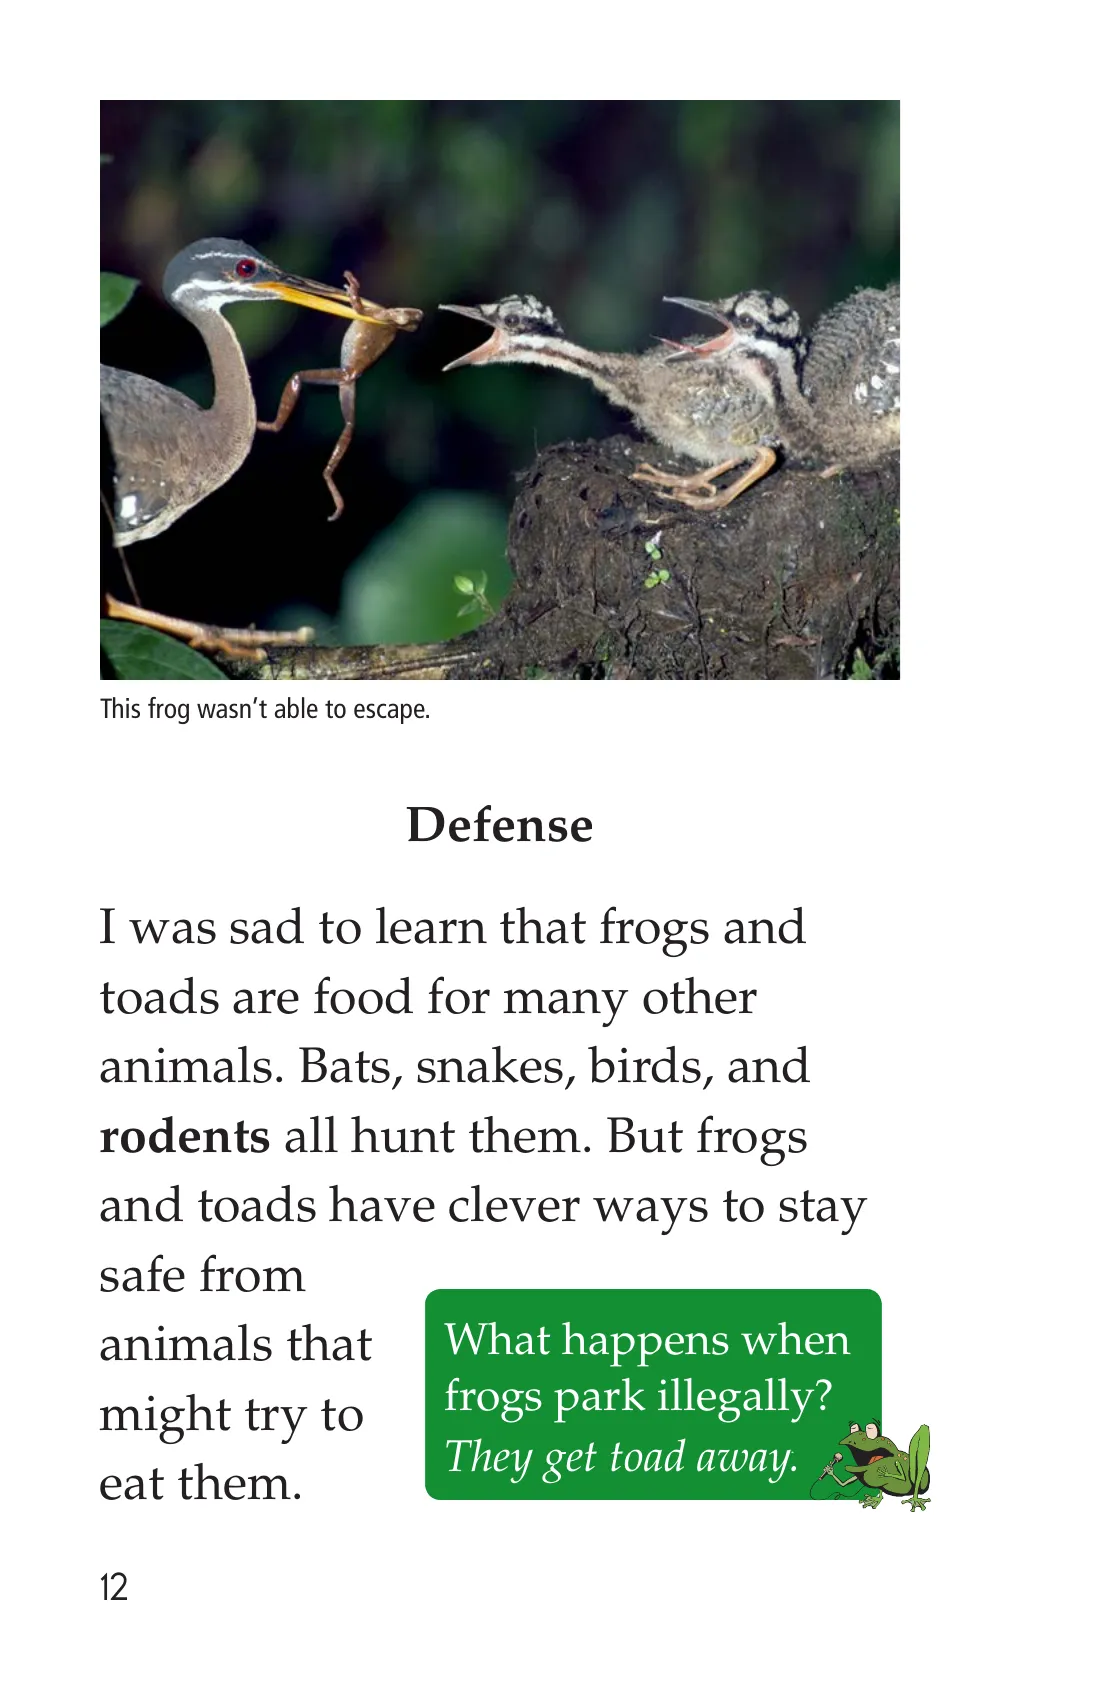 This frog wasn't able to escape.
Defense
I was sad to learn that frogs and
toads are food for many other
animals. Bats, snakes, birds, and
rodents all hunt them. But frogs
and toads have clever ways to stay
safe from
animals that
might try to
eat them.
What happens when
frogs park illegally?
They get toad away.
12